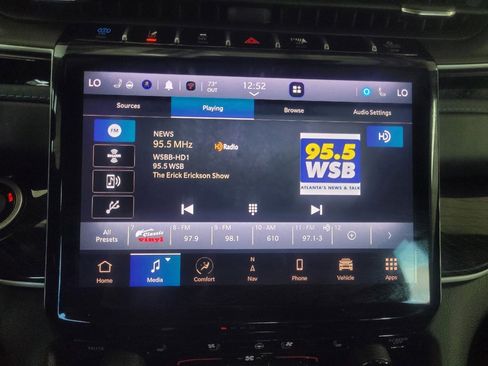 LO 73° OUT 12:52 LO
Sources Playing Browse Audio Settings
FM
NEWS
95.5 MHz
HD Radio
WSBB-HD1
95.5 WSB
The Erick Erickson Show
HD
95.5
WSB
ATLANTA'S NEWS & TALK
All Presets
7
Classic vinyl
8 - FM
97.9
9 - FM
98.1
10 - AM
610
11 - FM HD
97.1-3
12
Home Media Comfort Nav Phone Vehicle Apps
N